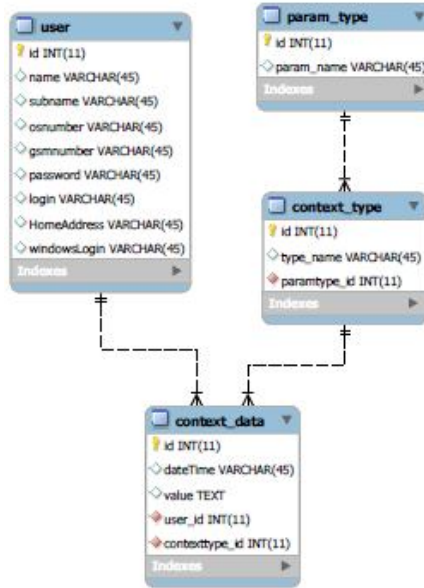 user
id INT(11)
name VARCHAR(45)
subname VARCHAR(45)
osnumber VARCHAR(45)
gsmnumber VARCHAR(45)
password VARCHAR(45)
login VARCHAR(45)
HomeAddress VARCHAR(45)
windowsLogin VARCHAR(45)
Indexes
param_type
id INT(11)
param_name VARCHAR(45)
Indexes
context_type
id INT(11)
type_name VARCHAR(45)
paramtype_id INT(11)
Indexes
context_data
id INT(11)
dateTime VARCHAR(45)
value TEXT
user_id INT(11)
contexttype_id INT(11)
Indexes